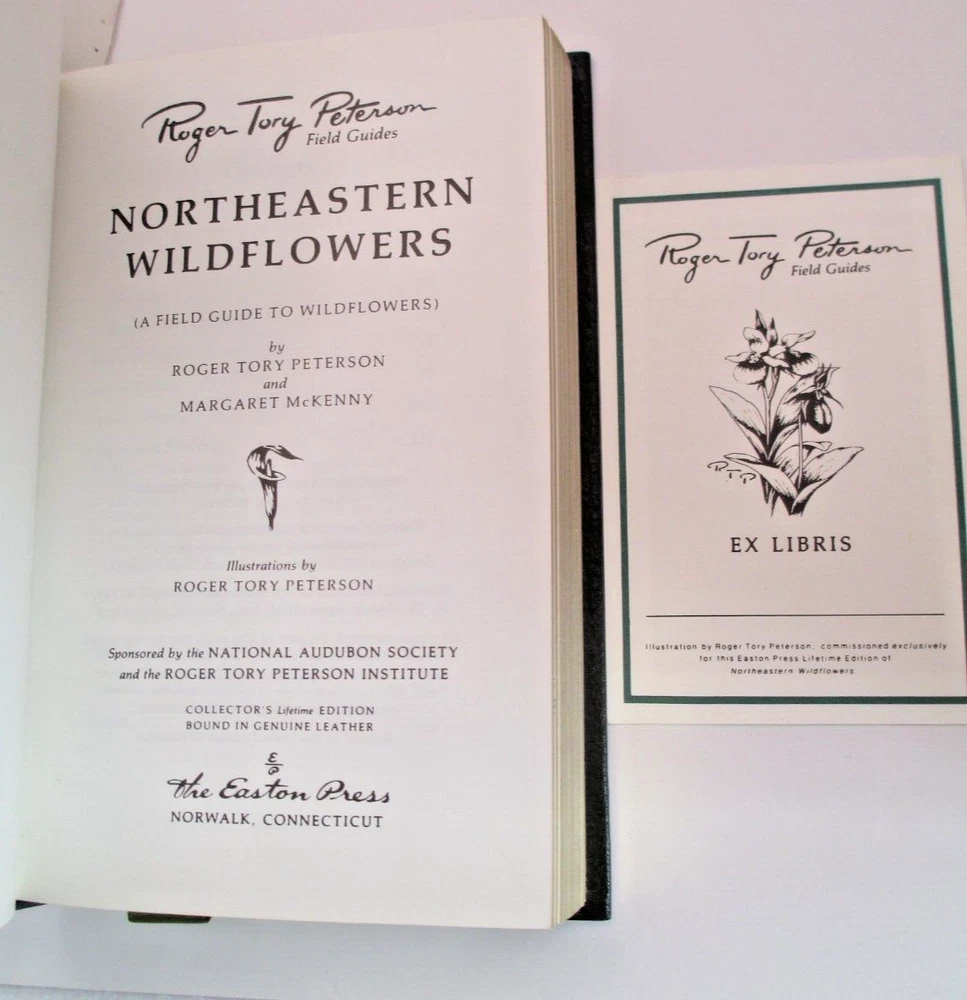 Roger Tory Peterson
Field Guides
NORTHEASTERN
WILDFLOWERS
(A FIELD GUIDE TO WILDFLOWERS)
by
ROGER TORY PETERSON
and
MARGARET McKENNY
Illustrations by
ROGER TORY PETERSON
Sponsored by the NATIONAL AUDUBON SOCIETY
and the ROGER TORY PETERSON INSTITUTE
COLLECTOR'S Lifetime EDITION
BOUND IN GENUINE LEATHER
E
P
The Easton Press
NORWALK, CONNECTICUT
Roger Tory Peterson
Field Guides
R.T.P
EX LIBRIS
Illustration by Roger Tory Peterson, commissioned exclusively
for this Easton Press Lifetime Edition of
Northeastern Wildflowers.